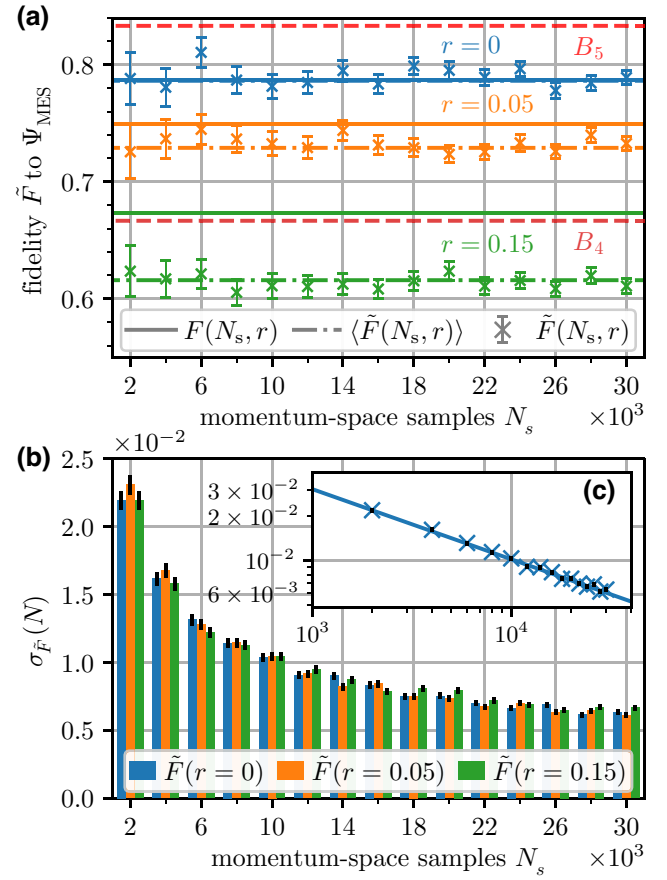 (a)
fidelity F̃ to Ψ_MES
0.8
0.7
0.6
r = 0
B₅
r = 0.05
r = 0.15
B₄
F(Nₛ, r)
⟨F̃(Nₛ, r)⟩
F̃(Nₛ, r)
2 6 10 14 18 22 26 30
momentum-space samples Nₛ
×10³
(b)
×10⁻²
σ_F̃(N)
2.5
2.0
1.5
1.0
0.5
0.0
(c)
3 × 10⁻²
2 × 10⁻²
10⁻²
6 × 10⁻³
10³ 10⁴
F̃(r = 0) F̃(r = 0.05) F̃(r = 0.15)
2 6 10 14 18 22 26 30
momentum-space samples Nₛ
×10³